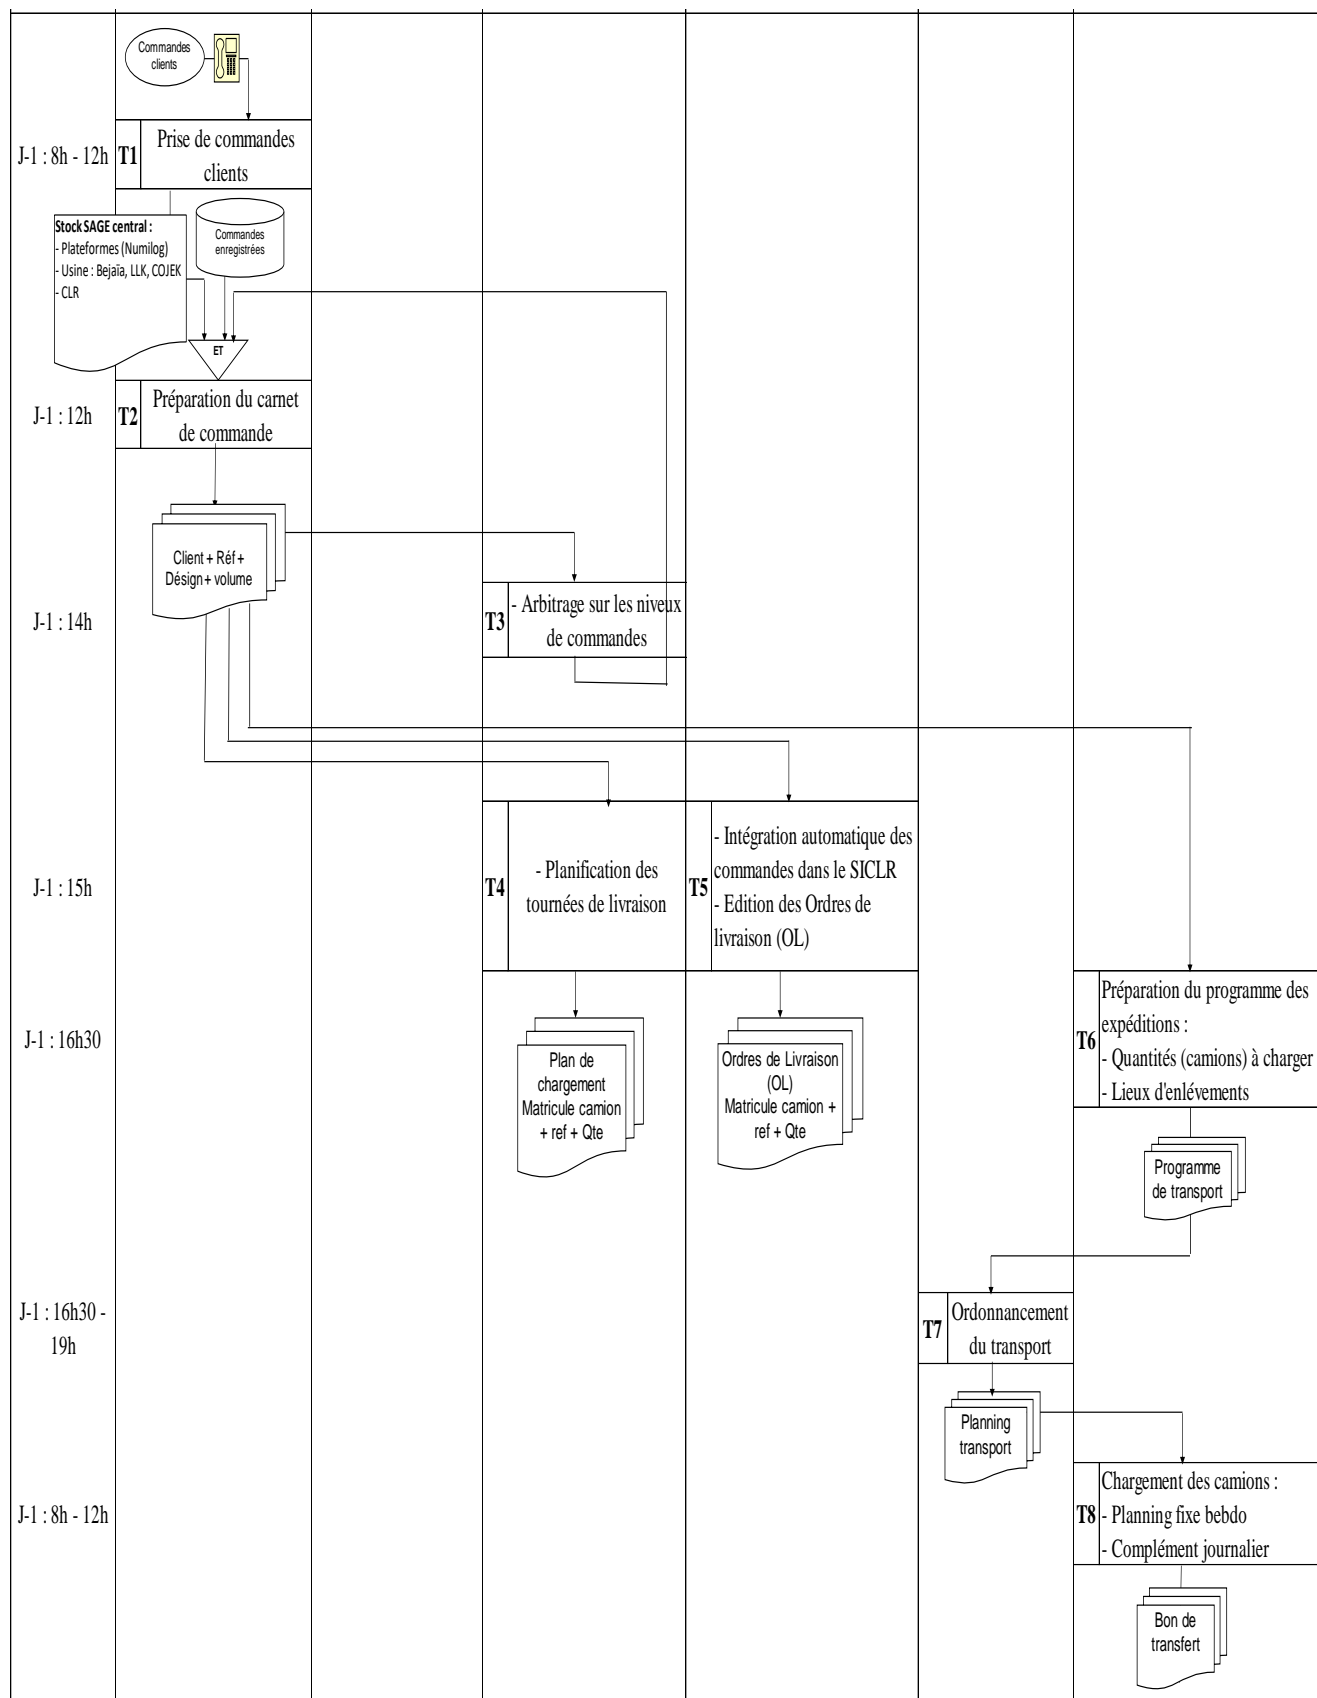 Commandes
clients
J-1 : 8h - 12h
T1
Prise de commandes
clients
Stock SAGE central :
- Plateformes (Numilog)
- Usine : Bejaïa, LLK, COJEK
- CLR
Commandes
enregistrées
ET
J-1 : 12h
T2
Préparation du carnet
de commande
Client + Réf +
Désign + volume
J-1 : 14h
T3
- Arbitrage sur les niveux
de commandes
J-1 : 15h
T4
- Planification des
tournées de livraison
T5
- Intégration automatique des
commandes dans le SICLR
- Edition des Ordres de
livraison (OL)
J-1 : 16h30
Plan de
chargement
Matricule camion
+ ref + Qte
Ordres de Livraison
(OL)
Matricule camion +
ref + Qte
T6
Préparation du programme des
expéditions :
- Quantités (camions) à charger
- Lieux d'enlévements
Programme
de transport
J-1 : 16h30 -
19h
T7
Ordonnancement
du transport
Planning
transport
J-1 : 8h - 12h
T8
Chargement des camions :
- Planning fixe bebdo
- Complément journalier
Bon de
transfert